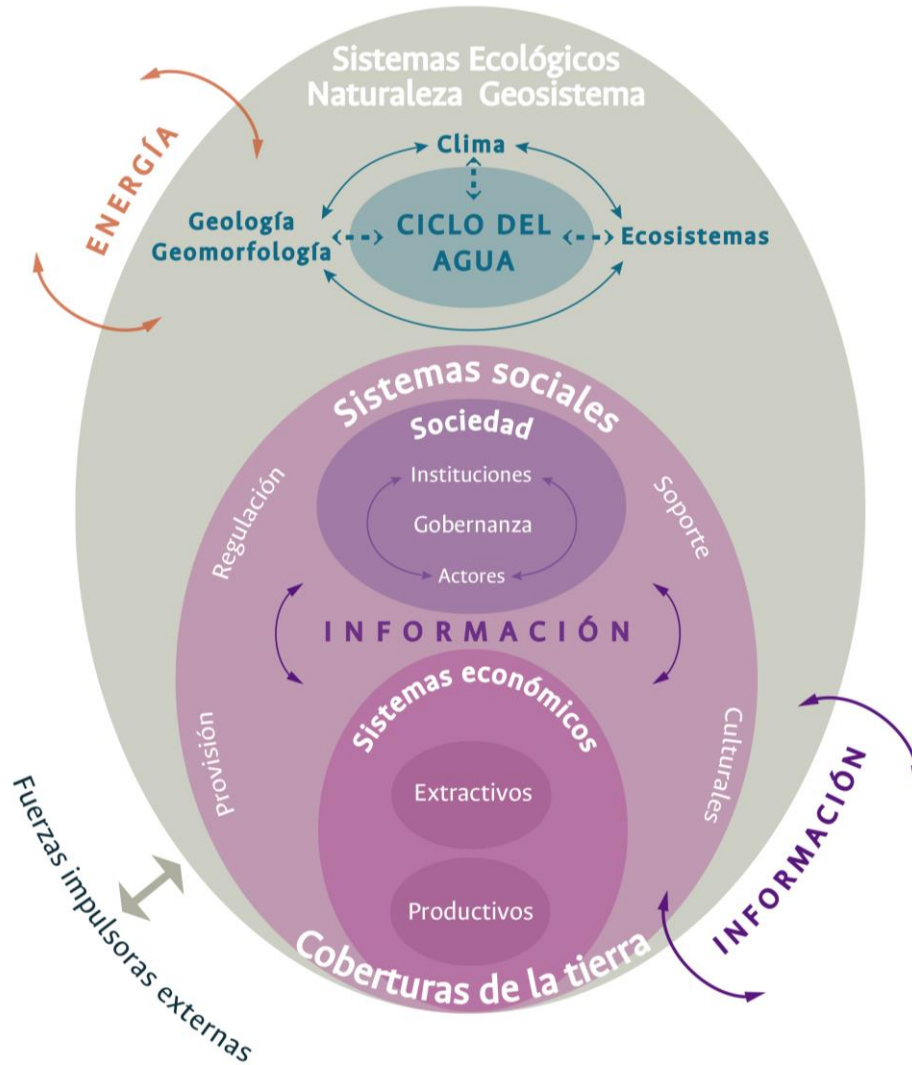 Sistemas Ecológicos
Naturaleza Geosistema
ENERGÍA
Clima
Geología
Geomorfología
CICLO DEL
AGUA
Ecosistemas
Sistemas sociales
Sociedad
Instituciones
Gobernanza
Actores
Regulación
Soporte
INFORMACIÓN
Sistemas económicos
Provisión
Culturales
Extractivos
Productivos
Coberturas de la tierra
Fuerzas impulsoras externas
INFORMACIÓN